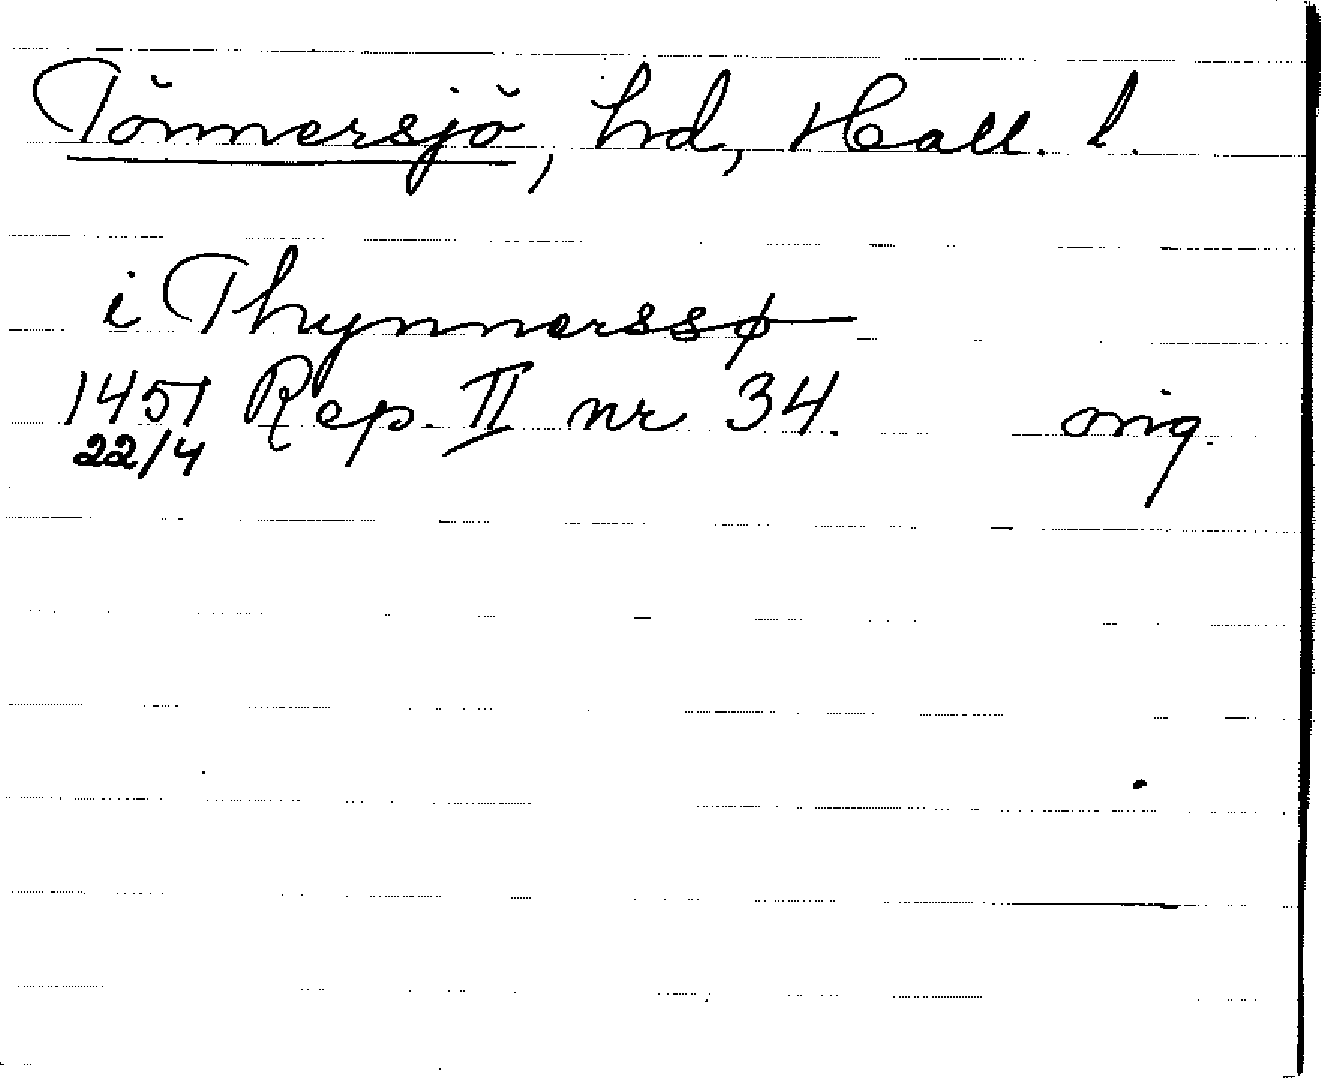 Tönnersjö, hd, Hall. l.
i Thynnerssø
1451 Rep. II nr 34. orig.
22/4